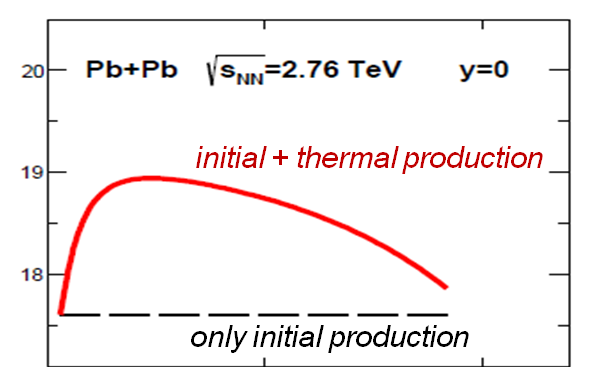 20
Pb+Pb √sNN=2.76 TeV y=0
initial + thermal production
19
18
only initial production